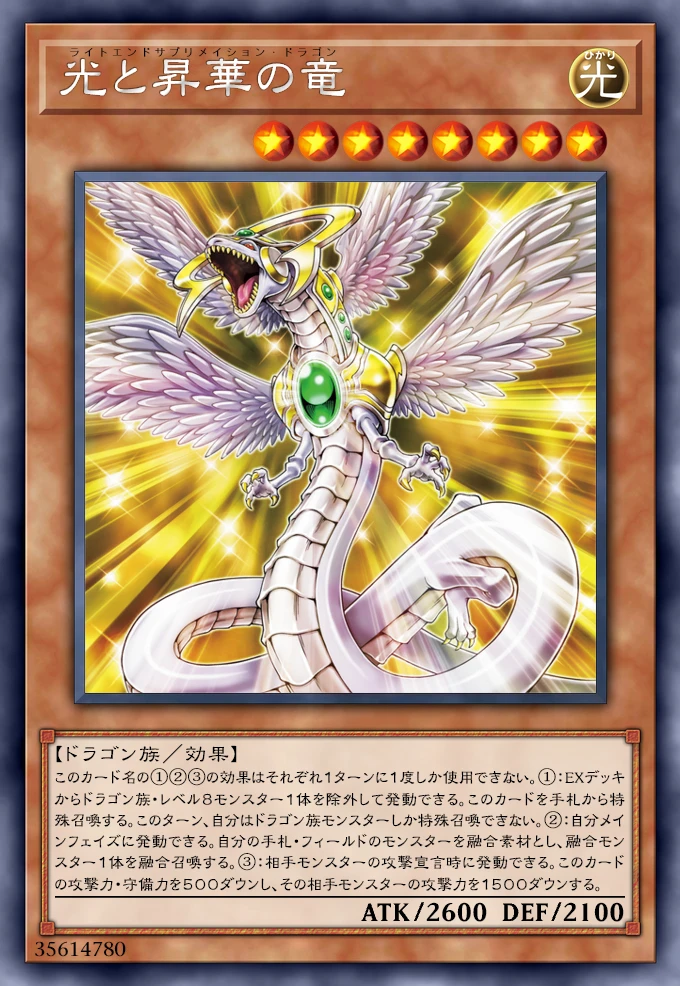 ライトエンドサブリメイション・ドラゴン
光と昇華の竜
ひかり
光
【ドラゴン族／効果】
このカード名の①②③の効果はそれぞれ1ターンに1度しか使用できない。①：EXデッキ
からドラゴン族・レベル8モンスター1体を除外して発動できる。このカードを手札から特
殊召喚する。このターン、自分はドラゴン族モンスターしか特殊召喚できない。②：自分メイ
ンフェイズに発動できる。自分の手札・フィールドのモンスターを融合素材とし、融合モン
スター1体を融合召喚する。③：相手モンスターの攻撃宣言時に発動できる。このカード
の攻撃力・守備力を500ダウンし、その相手モンスターの攻撃力を1500ダウンする。
ATK/2600 DEF/2100
35614780